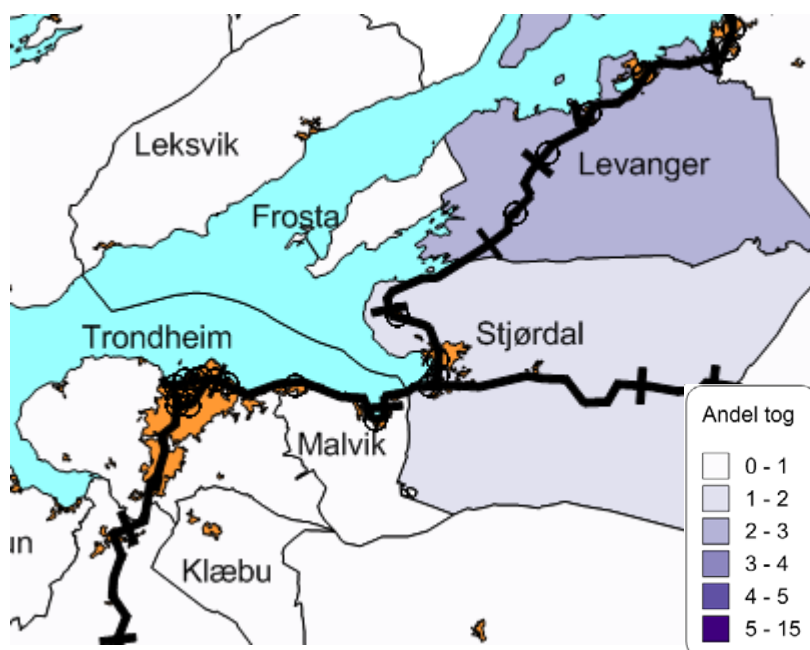 Leksvik
Levanger
Frosta
Trondheim
Stjørdal
Malvik
un
Klæbu
Andel tog
0 - 1
1 - 2
2 - 3
3 - 4
4 - 5
5 - 15